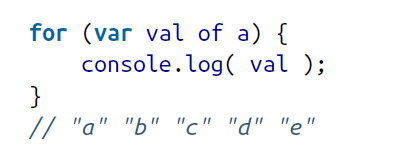 for (var val of a) {
    console.log( val );
}
// "a" "b" "c" "d" "e"